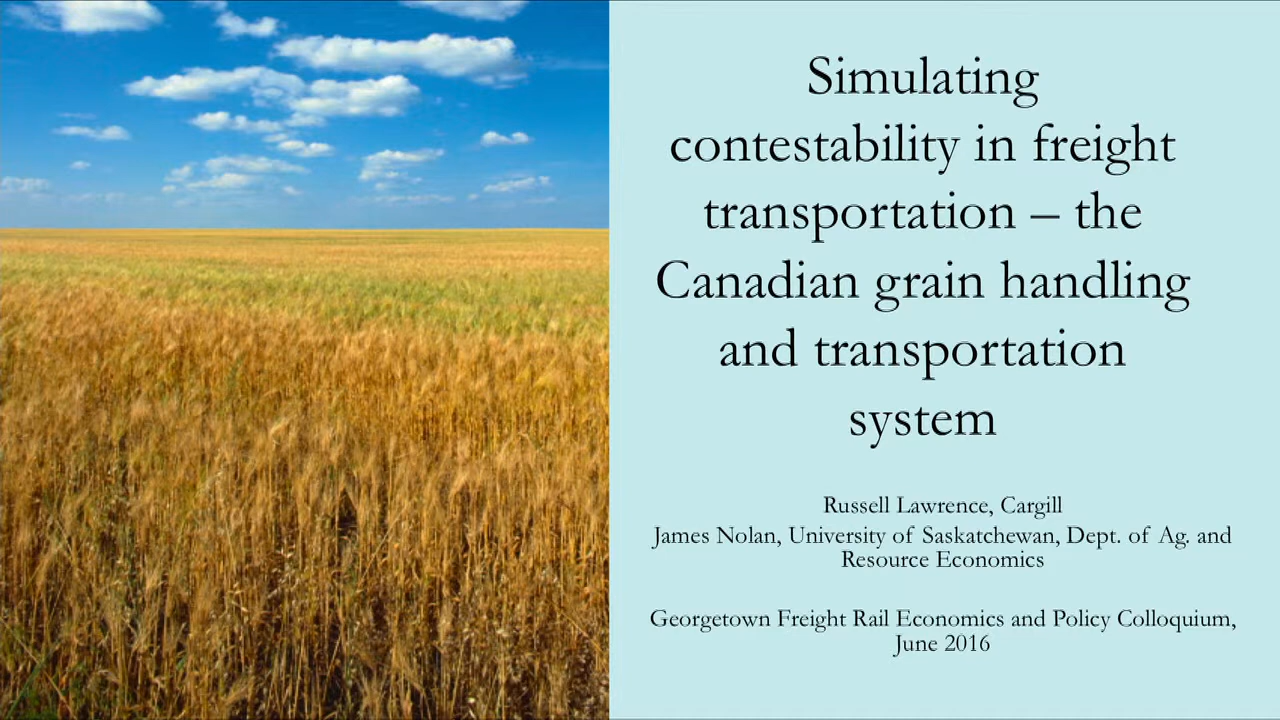 Simulating
contestability in freight
transportation – the
Canadian grain handling
and transportation
system
Russell Lawrence, Cargill
James Nolan, University of Saskatchewan, Dept. of Ag. and
Resource Economics
Georgetown Freight Rail Economics and Policy Colloquium,
June 2016